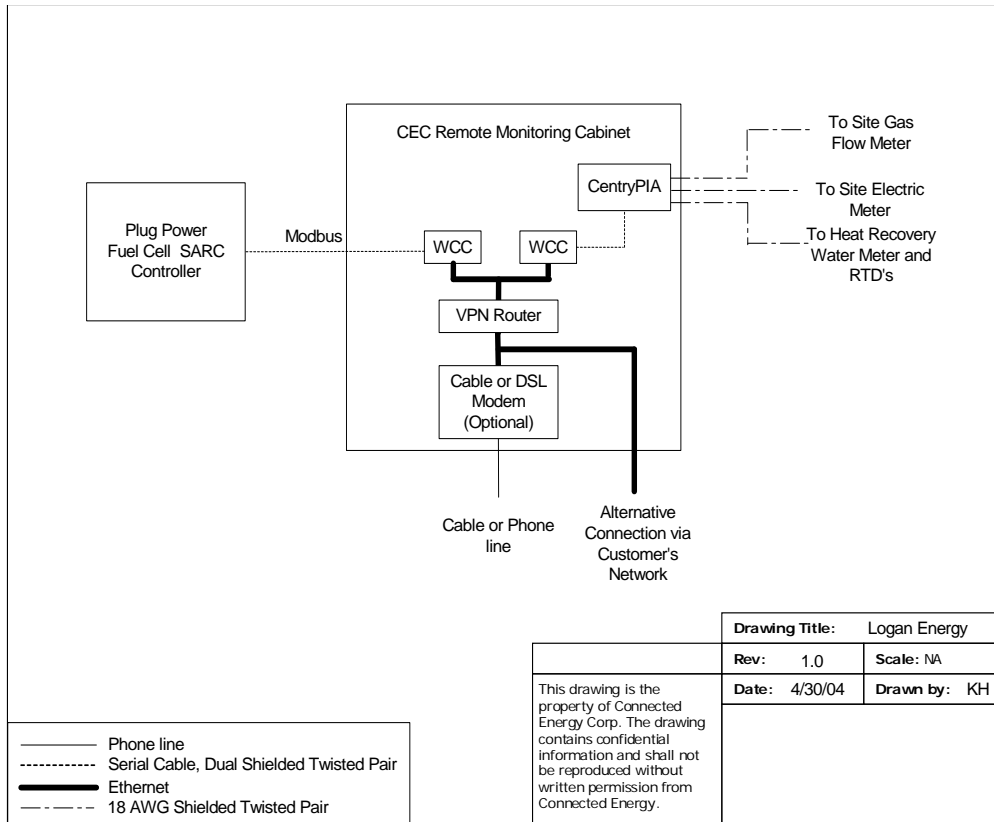 CEC Remote Monitoring Cabinet
To Site Gas
Flow Meter
CentryPIA
To Site Electric
Meter
Plug Power
Fuel Cell SARC
Controller
Modbus
WCC
WCC
To Heat Recovery
Water Meter and
RTD's
VPN Router
Cable or DSL
Modem
(Optional)
Cable or Phone
line
Alternative
Connection via
Customer's
Network
Drawing Title: Logan Energy
Rev: 1.0
Scale: NA
Date: 4/30/04
Drawn by: KH
This drawing is the
property of Connected
Energy Corp. The drawing
contains confidential
information and shall not
be reproduced without
written permission from
Connected Energy.
Phone line
Serial Cable, Dual Shielded Twisted Pair
Ethernet
18 AWG Shielded Twisted Pair